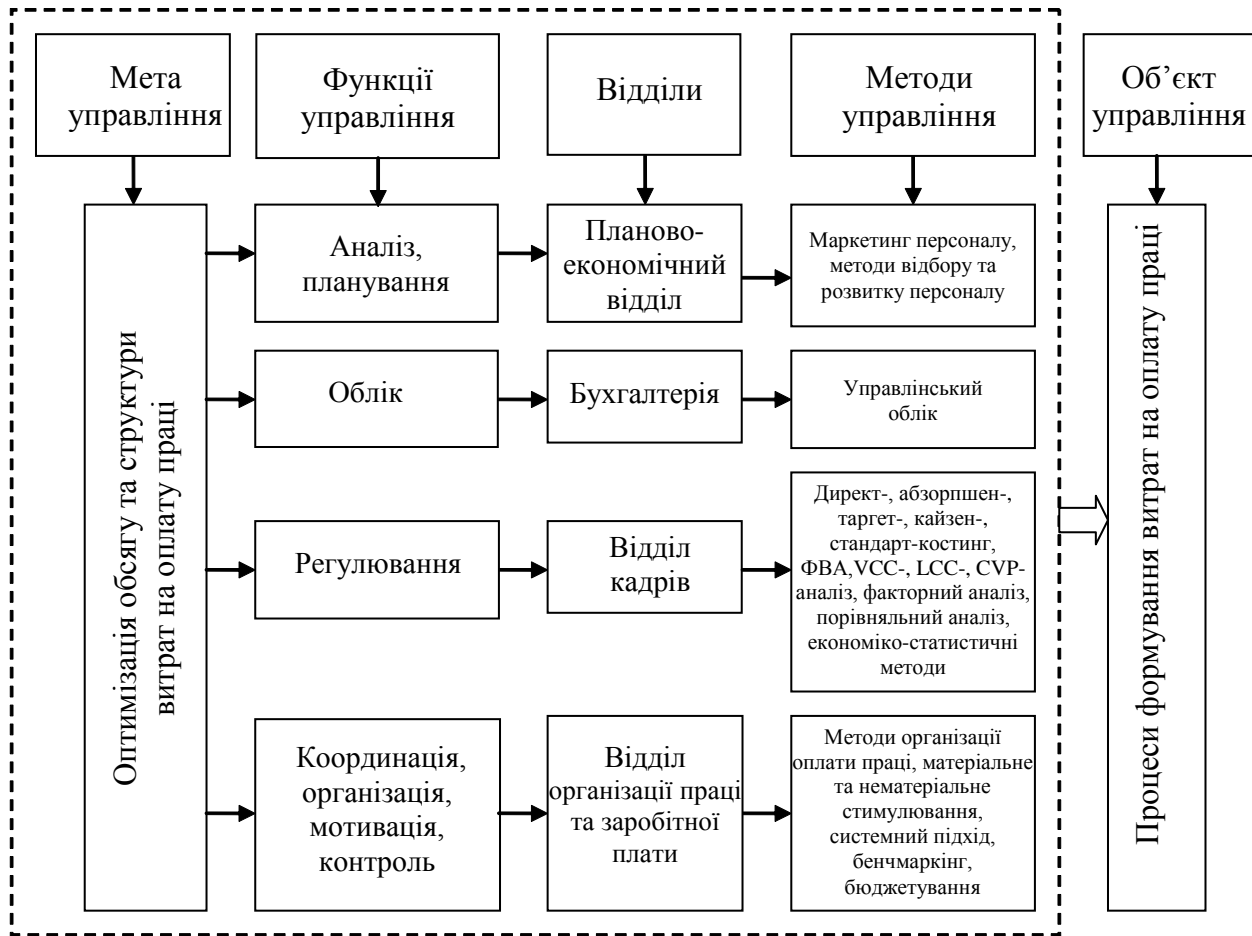 Мета
управління
Функції
управління
Відділи
Методи
управління
Об’єкт
управління
Оптимізація обсягу та структури
витрат на оплату праці
Аналіз,
планування
Планово-
економічний
відділ
Маркетинг персоналу,
методи відбору та
розвитку персоналу
Облік
Бухгалтерія
Управлінський
облік
Регулювання
Відділ
кадрів
Директ-, абзорпшен-,
таргет-, кайзен-,
стандарт-костинг,
ФВА,VCC-, LCC-, CVP-
аналіз, факторний аналіз,
порівняльний аналіз,
економіко-статистичні
методи
Координація,
організація,
мотивація,
контроль
Відділ
організації праці
та заробітної
плати
Методи організації
оплати праці, матеріальне
та нематеріальне
стимулювання,
системний підхід,
бенчмаркінг,
бюджетування
Процеси формування витрат на оплату праці